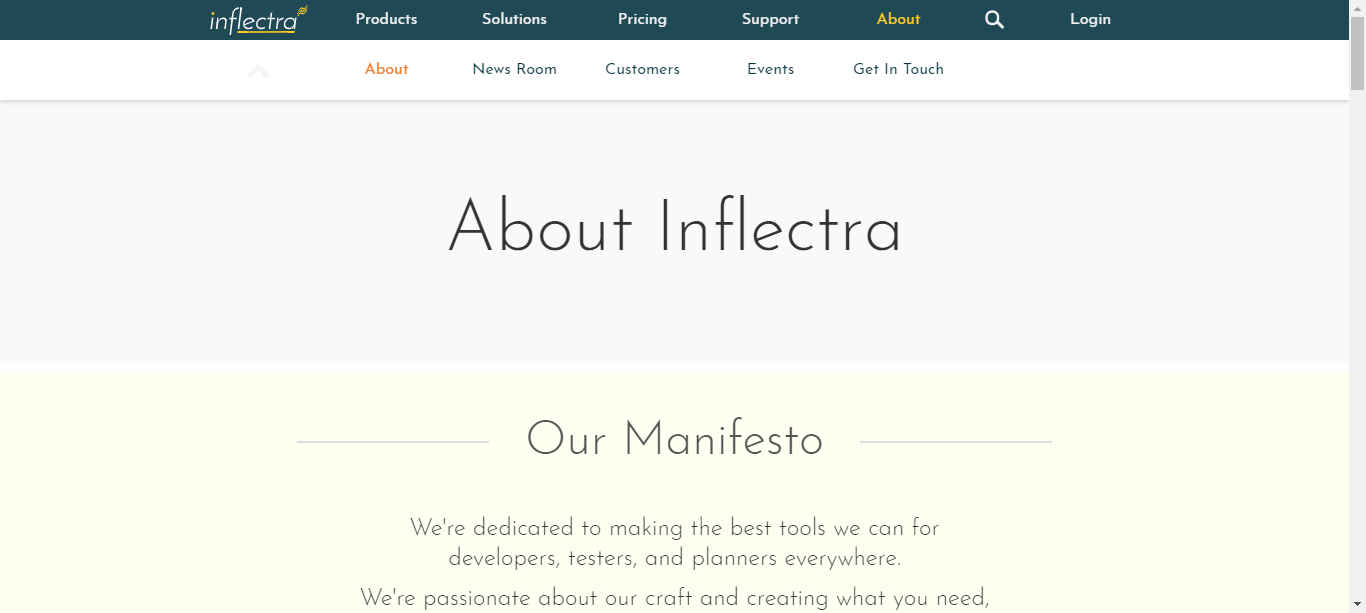 inflectra Products Solutions Pricing Support About Login
About News Room Customers Events Get In Touch
About Inflectra
Our Manifesto
We're dedicated to making the best tools we can for
developers, testers, and planners everywhere.
We're passionate about our craft and creating what you need,